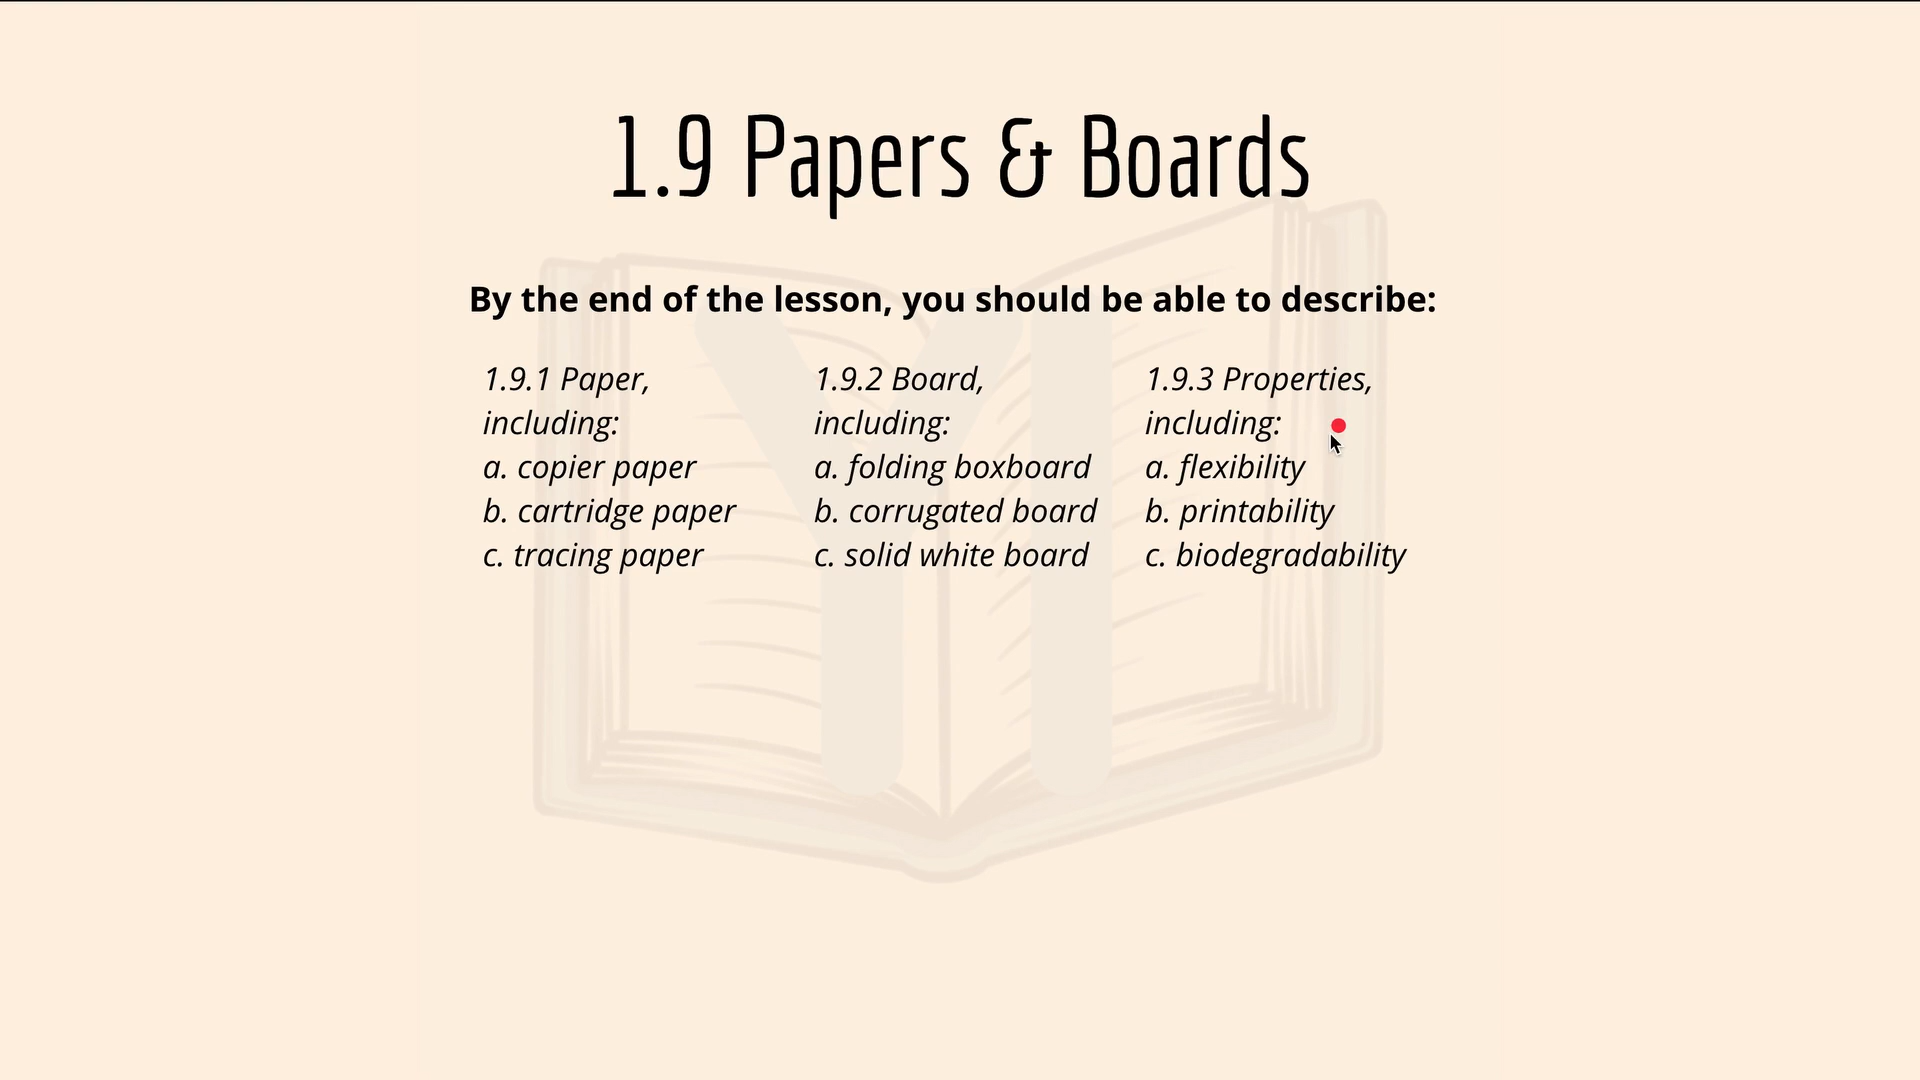 1.9 Papers & Boards
By the end of the lesson, you should be able to describe:
1.9.1 Paper,
including:
a. copier paper
b. cartridge paper
c. tracing paper
1.9.2 Board,
including:
a. folding boxboard
b. corrugated board
c. solid white board
1.9.3 Properties,
including:
a. flexibility
b. printability
c. biodegradability
YI